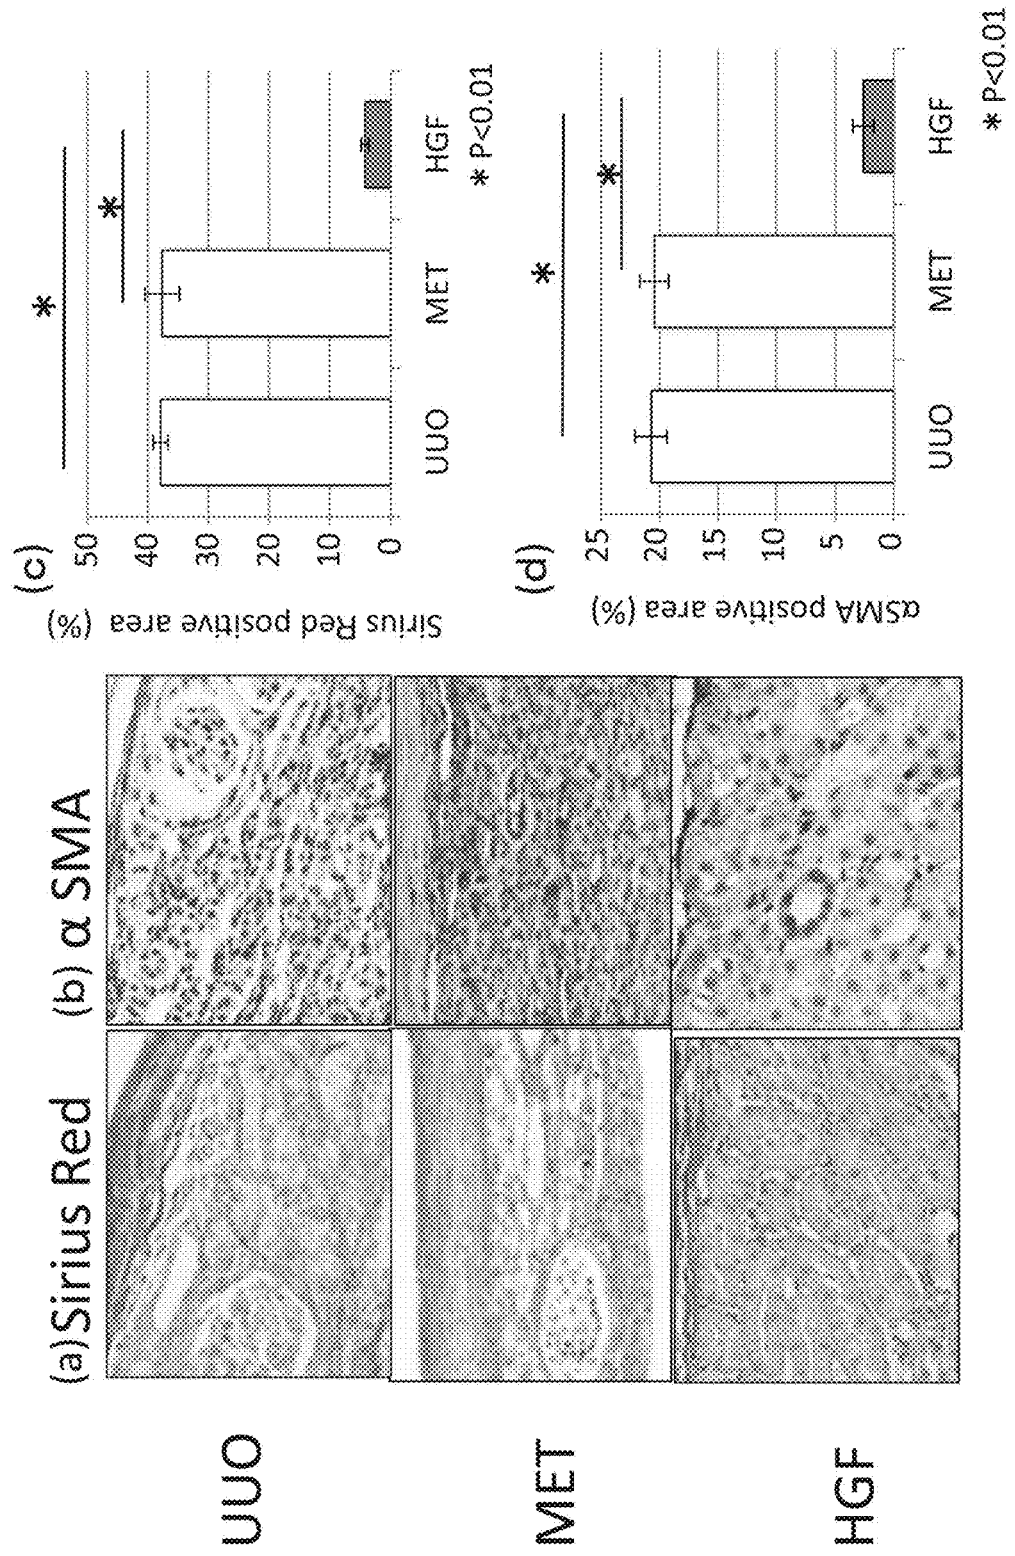 (a)Sirius Red
(b) α SMA
UUO
MET
HGF
(c)
Sirius Red positive area (%)
50
40
30
20
10
0
*
*
UUO
MET
HGF
* P<0.01
(d)
αSMA positive area (%)
25
20
15
10
5
0
*
*
UUO
MET
HGF
* P<0.01